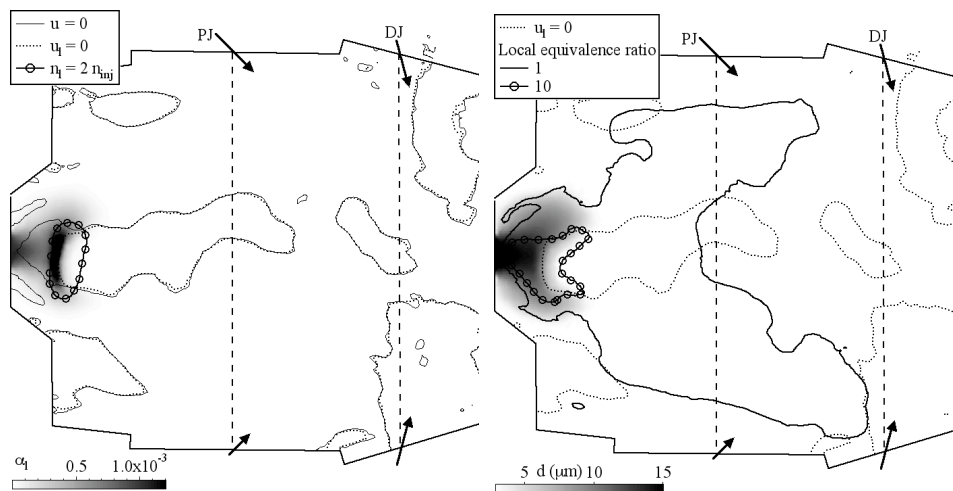 u = 0
u_l = 0
n_l = 2 n_inj
PJ
DJ
α_l 0.5 1.0x10^-3
u_l = 0
Local equivalence ratio
1
10
PJ
DJ
5 d (μm) 10 15